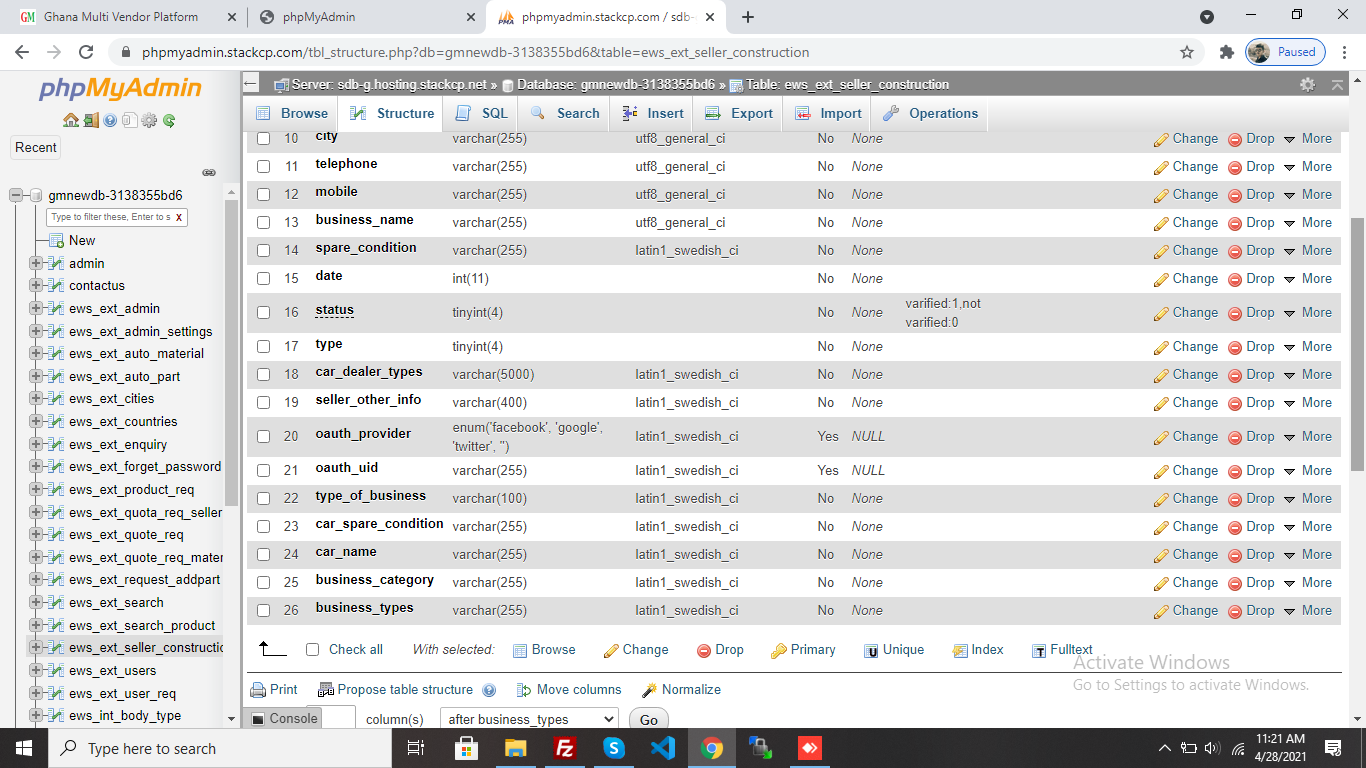 Ghana Multi Vendor Platform
phpMyAdmin
phpmyadmin.stackcp.com / sdb-
phpmyadmin.stackcp.com/tbl_structure.php?db=gmnewdb-3138355bd6&table=ews_ext_seller_construction
Paused
phpMyAdmin
Recent
gmnewdb-3138355bd6
Type to filter these, Enter to s X
New
admin
contactus
ews_ext_admin
ews_ext_admin_settings
ews_ext_auto_material
ews_ext_auto_part
ews_ext_cities
ews_ext_countries
ews_ext_enquiry
ews_ext_forget_password
ews_ext_product_req
ews_ext_quota_req_seller
ews_ext_quote_req
ews_ext_quote_req_mater
ews_ext_request_addpart
ews_ext_search
ews_ext_search_product
ews_ext_seller_constructio
ews_ext_users
ews_ext_user_req
ews_int_body_type
Server: sdb-g.hosting.stackcp.net » Database: gmnewdb-3138355bd6 » Table: ews_ext_seller_construction
Browse Structure SQL Search Insert Export Import Operations
10 city varchar(255) utf8_general_ci No None Change Drop More
11 telephone varchar(255) utf8_general_ci No None Change Drop More
12 mobile varchar(255) utf8_general_ci No None Change Drop More
13 business_name varchar(255) utf8_general_ci No None Change Drop More
14 spare_condition varchar(255) latin1_swedish_ci No None Change Drop More
15 date int(11) No None Change Drop More
16 status tinyint(4) No None varified:1,not Change Drop More
varified:0
17 type tinyint(4) No None Change Drop More
18 car_dealer_types varchar(5000) latin1_swedish_ci No None Change Drop More
19 seller_other_info varchar(400) latin1_swedish_ci No None Change Drop More
20 oauth_provider enum('facebook', 'google', latin1_swedish_ci Yes NULL Change Drop More
'twitter', '')
21 oauth_uid varchar(255) latin1_swedish_ci Yes NULL Change Drop More
22 type_of_business varchar(100) latin1_swedish_ci No None Change Drop More
23 car_spare_condition varchar(255) latin1_swedish_ci No None Change Drop More
24 car_name varchar(255) latin1_swedish_ci No None Change Drop More
25 business_category varchar(255) latin1_swedish_ci No None Change Drop More
26 business_types varchar(255) latin1_swedish_ci No None Change Drop More
Check all With selected: Browse Change Drop Primary Unique Index Fulltext
Print Propose table structure Move columns Normalize
Console column(s) after business_types Go
Activate Windows
Go to Settings to activate Windows.
Type here to search
11:21 AM
4/28/2021